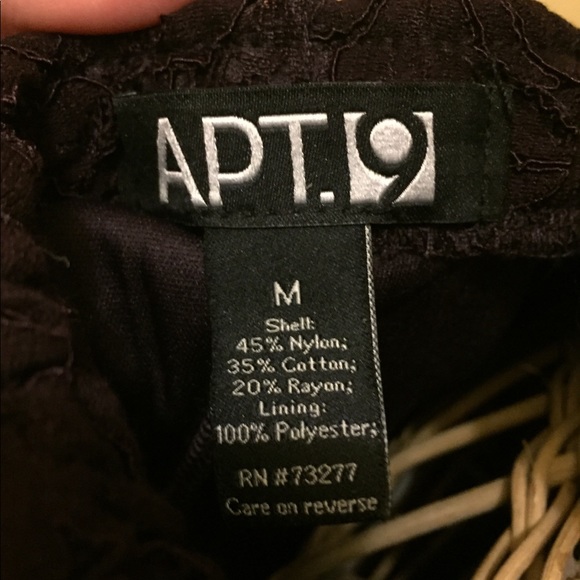 APT.9
M
Shell:
45% Nylon;
35% Cotton;
20% Rayon;
Lining:
100% Polyester;
RN #73277
Care on reverse